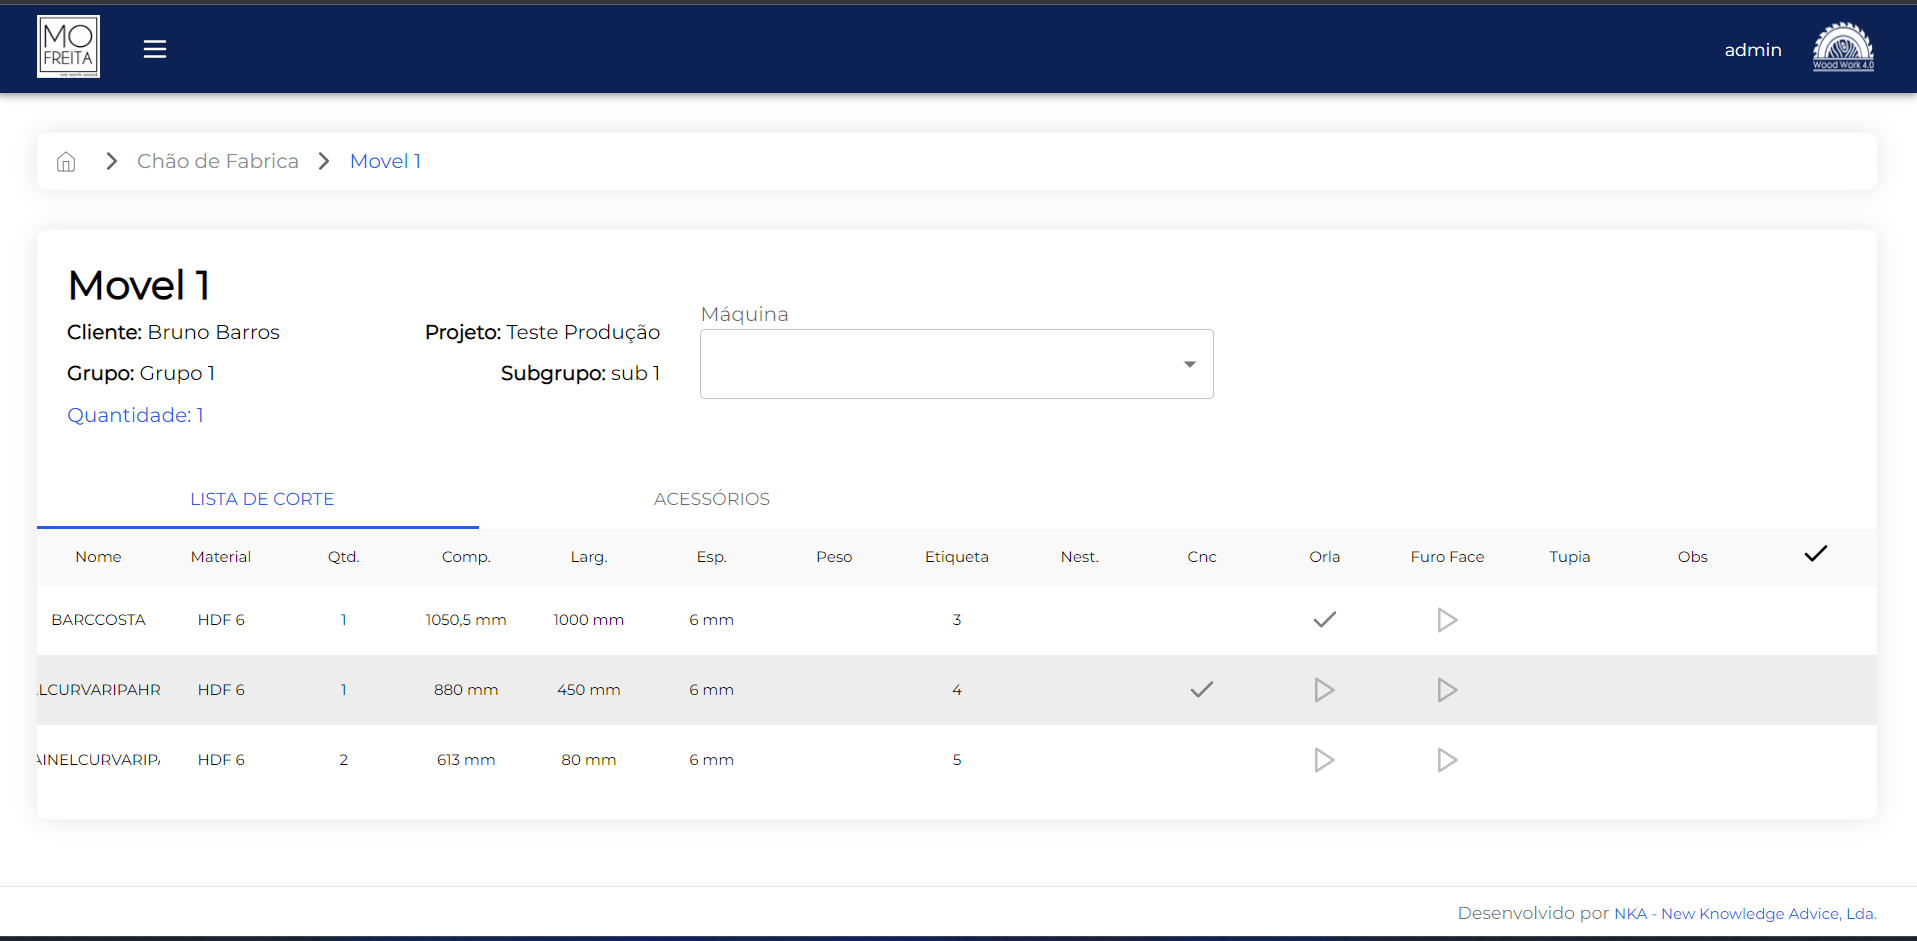 MO
FREITA
admin
Wood Work 4.0
Chão de Fabrica Movel 1
Movel 1
Cliente: Bruno Barros Projeto: Teste Produção
Máquina
Grupo: Grupo 1 Subgrupo: sub 1
Quantidade: 1
LISTA DE CORTE ACESSÓRIOS
Nome Material Qtd. Comp. Larg. Esp. Peso Etiqueta Nest. Cnc Orla Furo Face Tupia Obs
BARCCOSTA HDF 6 1 1050,5 mm 1000 mm 6 mm 3
LCURVARIPAHR HDF 6 1 880 mm 450 mm 6 mm 4
AINELCURVARIP HDF 6 2 613 mm 80 mm 6 mm 5
Desenvolvido por NKA - New Knowledge Advice, Lda.